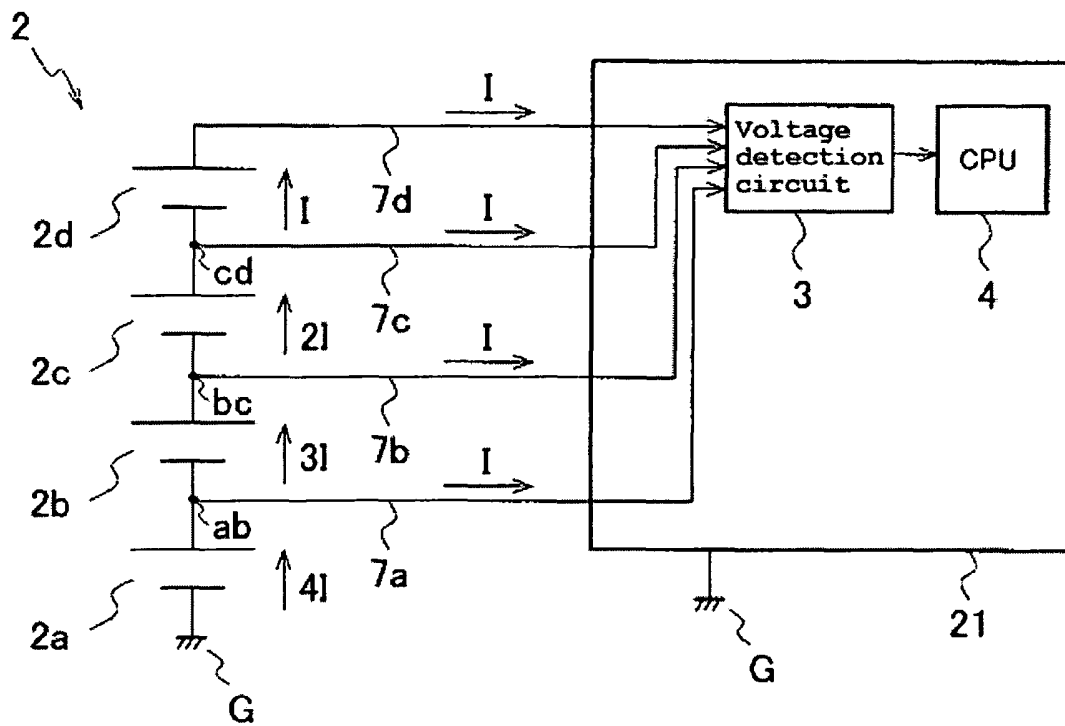 2
I
Voltage
detection
circuit
CPU
2d
I
7d
I
cd
3
4
2I
7c
I
2c
bc
3I
7b
I
2b
ab
4I
7a
21
2a
G
G